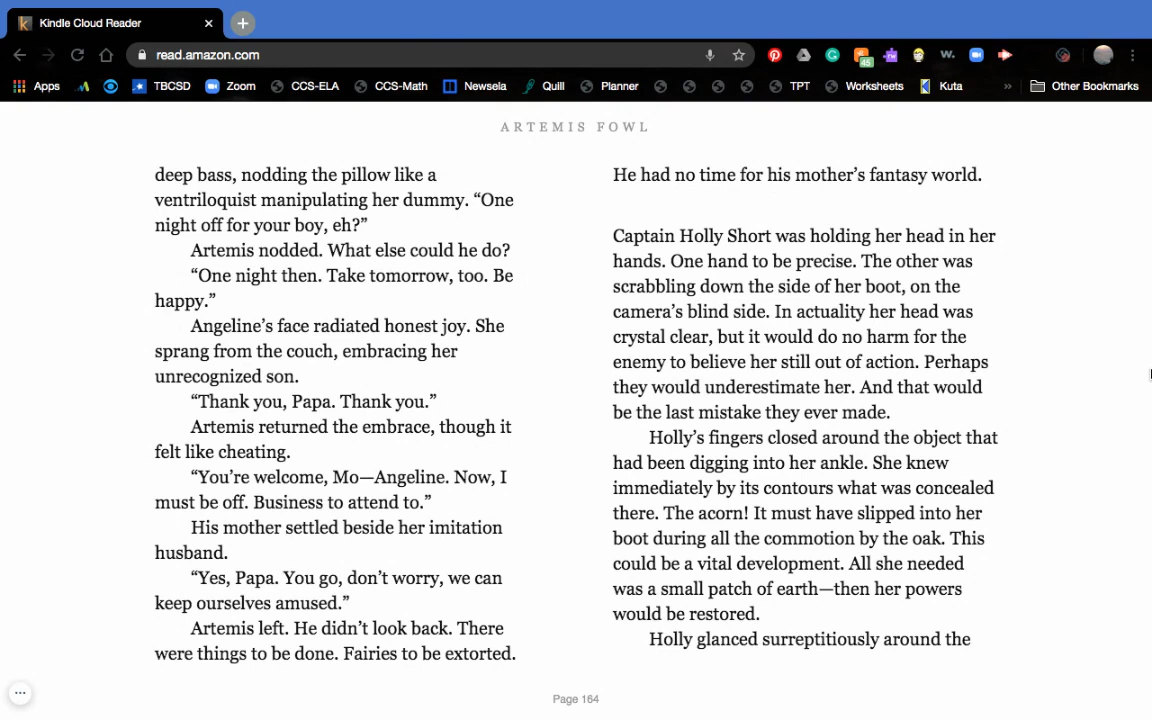 Kindle Cloud Reader
read.amazon.com
45
w.
Apps
TBCSD
Zoom
CCS-ELA
CCS-Math
Newsela
Quill
Planner
TPT
Worksheets
Kuta
»
Other Bookmarks
ARTEMIS FOWL
deep bass, nodding the pillow like a
ventriloquist manipulating her dummy. “One
night off for your boy, eh?”
Artemis nodded. What else could he do?
“One night then. Take tomorrow, too. Be
happy.”
Angeline’s face radiated honest joy. She
sprang from the couch, embracing her
unrecognized son.
“Thank you, Papa. Thank you.”
Artemis returned the embrace, though it
felt like cheating.
“You’re welcome, Mo—Angeline. Now, I
must be off. Business to attend to.”
His mother settled beside her imitation
husband.
“Yes, Papa. You go, don’t worry, we can
keep ourselves amused.”
Artemis left. He didn’t look back. There
were things to be done. Fairies to be extorted.
He had no time for his mother’s fantasy world.
Captain Holly Short was holding her head in her
hands. One hand to be precise. The other was
scrabbling down the side of her boot, on the
camera’s blind side. In actuality her head was
crystal clear, but it would do no harm for the
enemy to believe her still out of action. Perhaps
they would underestimate her. And that would
be the last mistake they ever made.
Holly’s fingers closed around the object that
had been digging into her ankle. She knew
immediately by its contours what was concealed
there. The acorn! It must have slipped into her
boot during all the commotion by the oak. This
could be a vital development. All she needed
was a small patch of earth—then her powers
would be restored.
Holly glanced surreptitiously around the
Page 164